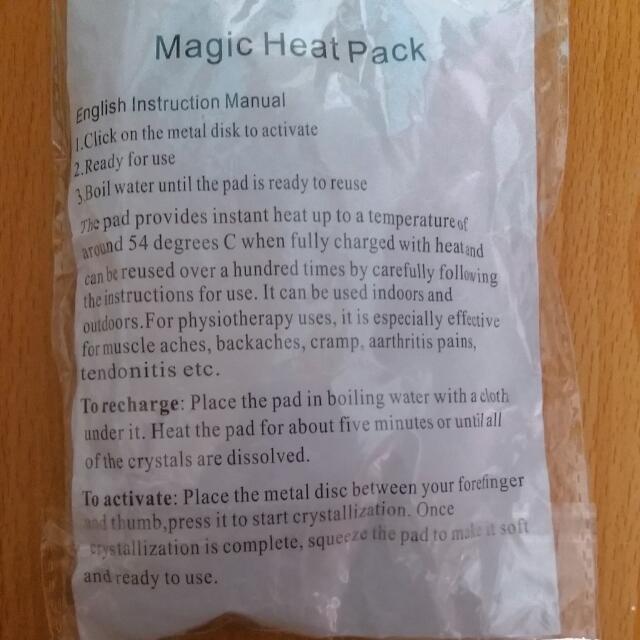 Magic Heat Pack
English Instruction Manual
1.Click on the metal disk to activate
2.Ready for use
3.Boil water until the pad is ready to reuse
The pad provides instant heat up to a temperature of
around 54 degrees C when fully charged with heat and
can be reused over a hundred times by carefully following
the instructions for use. It can be used indoors and
outdoors.For physiotherapy uses, it is especially effective
for muscle aches, backaches, cramp, aarthritis pains,
tendonitis etc.
To recharge: Place the pad in boiling water with a cloth
under it. Heat the pad for about five minutes or until all
of the crystals are dissolved.
To activate: Place the metal disc between your forefinger
and thumb,press it to start crystallization. Once
crystallization is complete, squeeze the pad to make it soft
and ready to use.